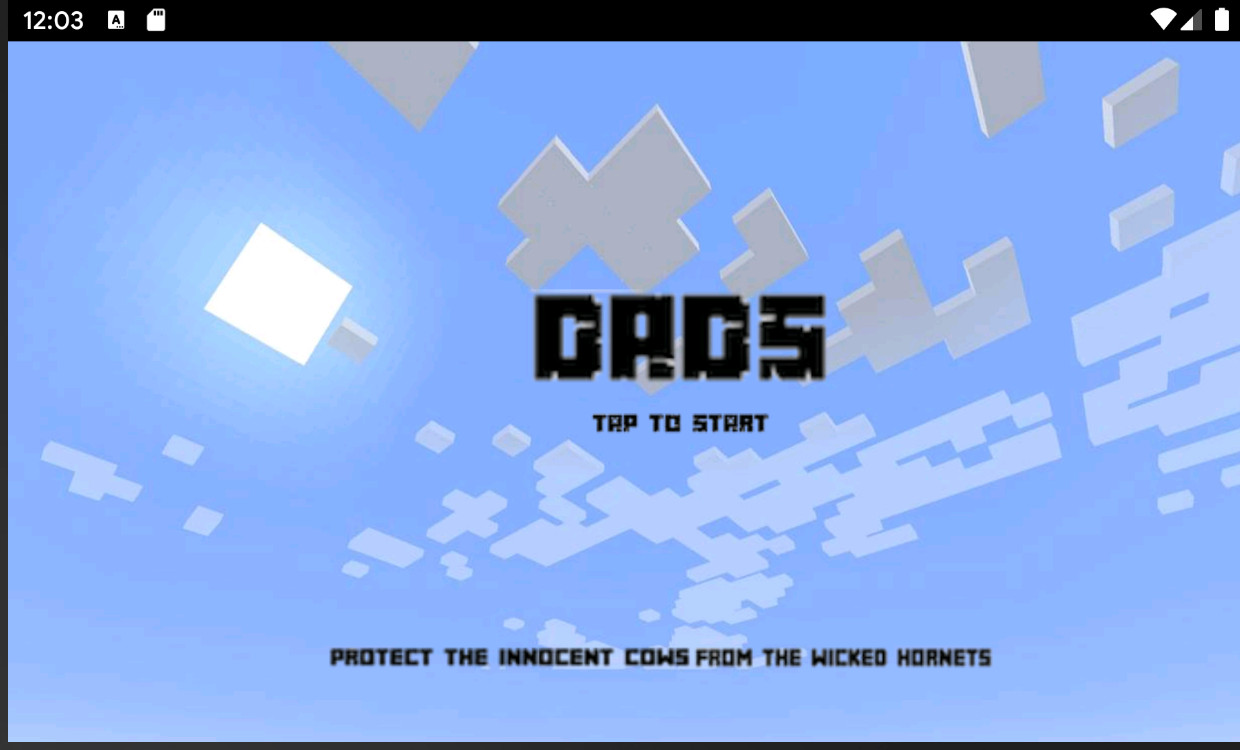 12:03
DADS
TAP TO START
PROTECT THE INNOCENT COWS FROM THE WICKED HORNETS